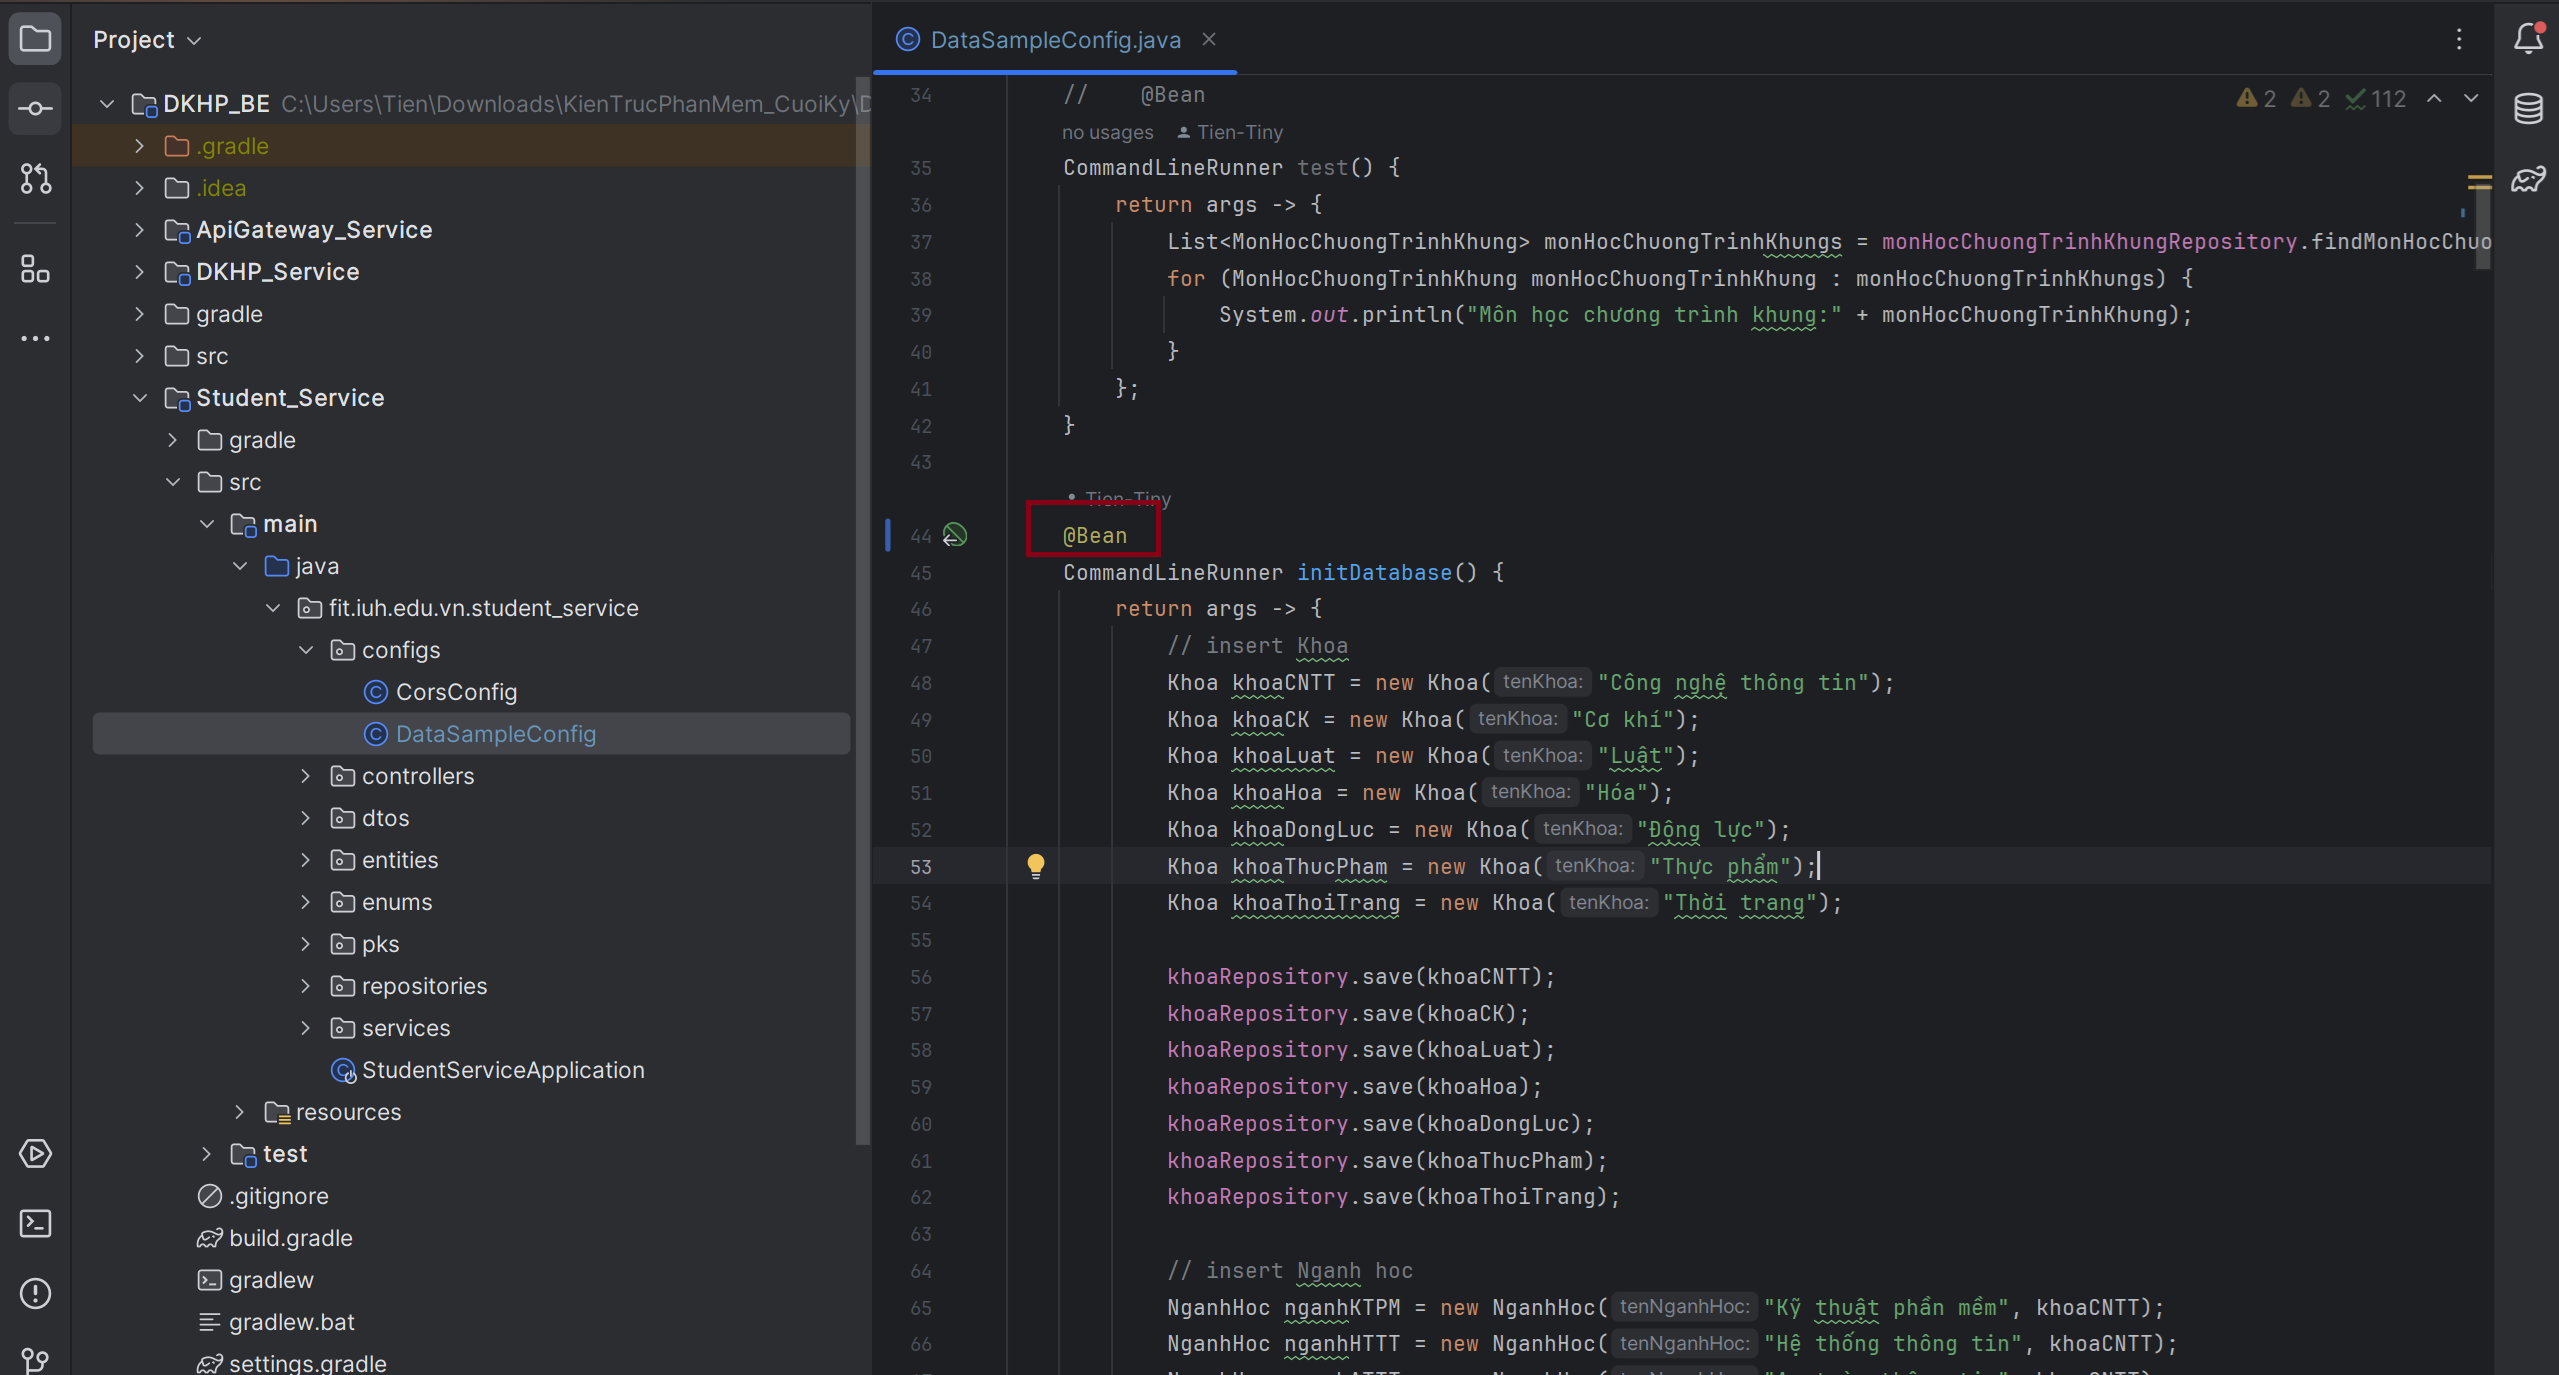 Project
DKHP_BE C:\Users\Tien\Downloads\KienTrucPhanMem_CuoiKy\D
.gradle
.idea
ApiGateway_Service
DKHP_Service
gradle
src
Student_Service
gradle
src
main
java
fit.iuh.edu.vn.student_service
configs
CorsConfig
DataSampleConfig
controllers
dtos
entities
enums
pks
repositories
services
StudentServiceApplication
resources
test
.gitignore
build.gradle
gradlew
gradlew.bat
settings.gradle
DataSampleConfig.java
2 2 112
34 // @Bean
no usages Tien-Tiny
35 CommandLineRunner test() {
36 return args -> {
37 List<MonHocChuongTrinhKhung> monHocChuongTrinhKhungs = monHocChuongTrinhKhungRepository.findMonHocChuo
38 for (MonHocChuongTrinhKhung monHocChuongTrinhKhung : monHocChuongTrinhKhungs) {
39 System.out.println("Môn học chương trình khung:" + monHocChuongTrinhKhung);
40 }
41 };
42 }
43
Tien-Tiny
44 @Bean
45 CommandLineRunner initDatabase() {
46 return args -> {
47 // insert Khoa
48 Khoa khoaCNTT = new Khoa( tenKhoa: "Công nghệ thông tin");
49 Khoa khoaCK = new Khoa( tenKhoa: "Cơ khí");
50 Khoa khoaLuat = new Khoa( tenKhoa: "Luật");
51 Khoa khoaHoa = new Khoa( tenKhoa: "Hóa");
52 Khoa khoaDongLuc = new Khoa( tenKhoa: "Động lực");
53 Khoa khoaThucPham = new Khoa( tenKhoa: "Thực phẩm");
54 Khoa khoaThoiTrang = new Khoa( tenKhoa: "Thời trang");
55
56 khoaRepository.save(khoaCNTT);
57 khoaRepository.save(khoaCK);
58 khoaRepository.save(khoaLuat);
59 khoaRepository.save(khoaHoa);
60 khoaRepository.save(khoaDongLuc);
61 khoaRepository.save(khoaThucPham);
62 khoaRepository.save(khoaThoiTrang);
63
64 // insert Nganh hoc
65 NganhHoc nganhKTPM = new NganhHoc( tenNganhHoc: "Kỹ thuật phần mềm", khoaCNTT);
66 NganhHoc nganhHTTT = new NganhHoc( tenNganhHoc: "Hệ thống thông tin", khoaCNTT);